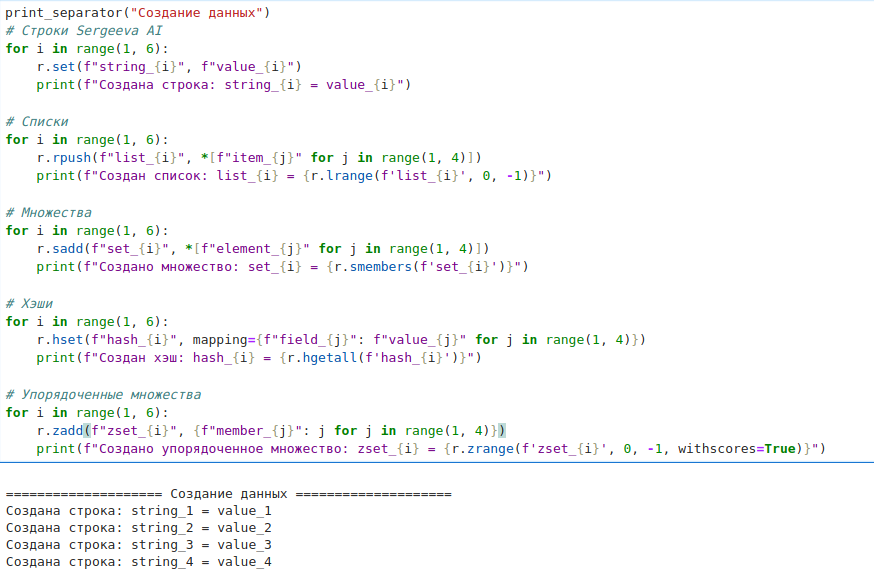 print_separator("Создание данных")
# Строки Sergeeva AI
for i in range(1, 6):
    r.set(f"string_{i}", f"value_{i}")
    print(f"Создана строка: string_{i} = value_{i}")

# Списки
for i in range(1, 6):
    r.rpush(f"list_{i}", *[f"item_{j}" for j in range(1, 4)])
    print(f"Создан список: list_{i} = {r.lrange(f'list_{i}', 0, -1)}")

# Множества
for i in range(1, 6):
    r.sadd(f"set_{i}", *[f"element_{j}" for j in range(1, 4)])
    print(f"Создано множество: set_{i} = {r.smembers(f'set_{i}')}")

# Хэши
for i in range(1, 6):
    r.hset(f"hash_{i}", mapping={f"field_{j}": f"value_{j}" for j in range(1, 4)})
    print(f"Создан хэш: hash_{i} = {r.hgetall(f'hash_{i}')}")

# Упорядоченные множества
for i in range(1, 6):
    r.zadd(f"zset_{i}", {f"member_{j}": j for j in range(1, 4)})
    print(f"Создано упорядоченное множество: zset_{i} = {r.zrange(f'zset_{i}', 0, -1, withscores=True)}")

==================== Создание данных ====================
Создана строка: string_1 = value_1
Создана строка: string_2 = value_2
Создана строка: string_3 = value_3
Создана строка: string_4 = value_4